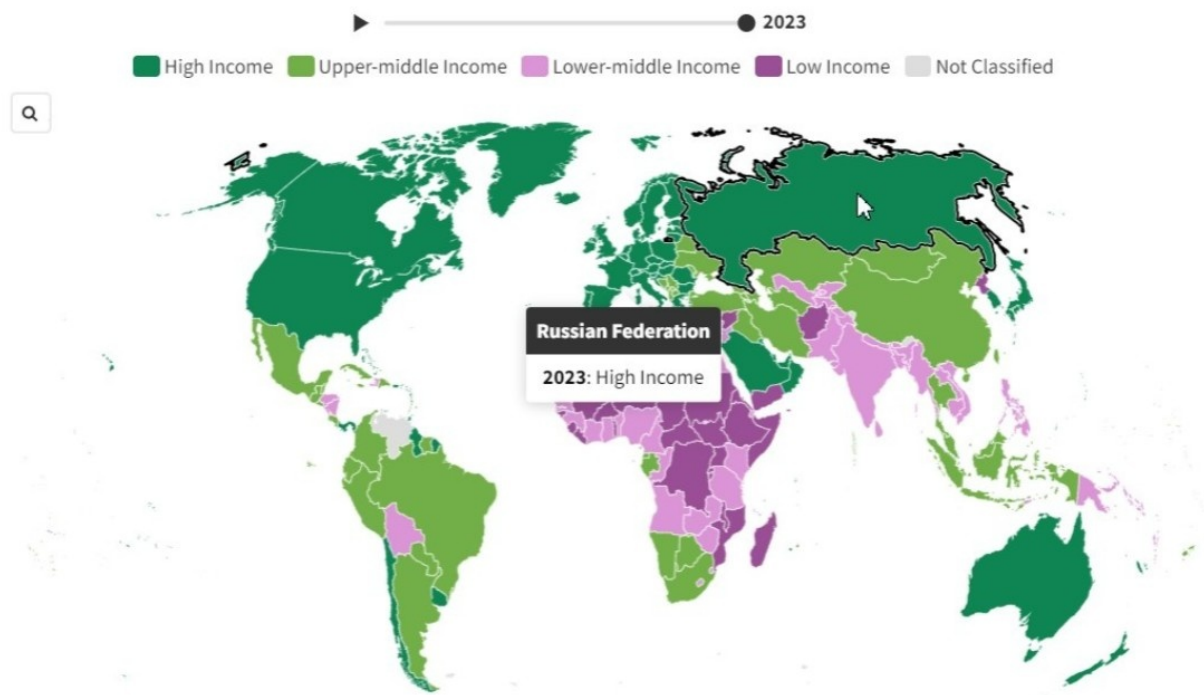 2023
High Income Upper-middle Income Lower-middle Income Low Income Not Classified
Russian Federation
2023: High Income